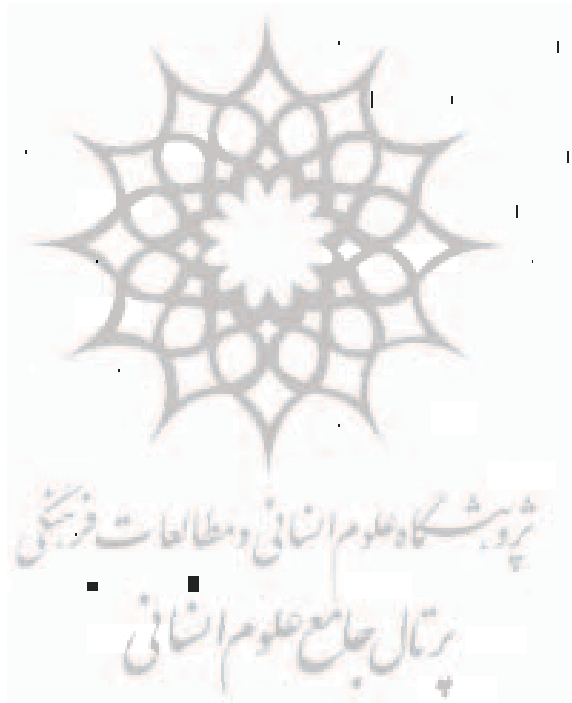 پژوهشگاه علوم انسانی و مطالعات فرهنگی
پرتال جامع علوم انسانی